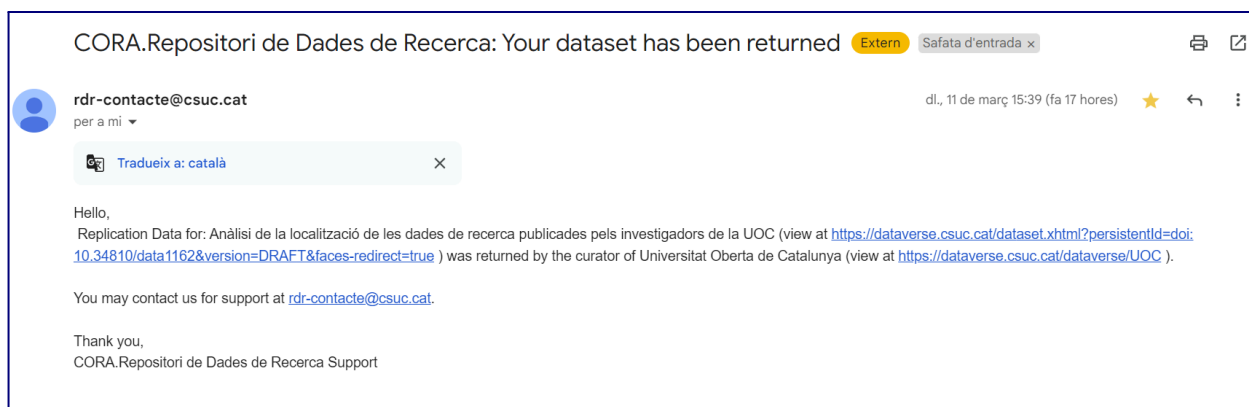 CORA.Repositori de Dades de Recerca: Your dataset has been returned Extern Safata d'entrada ×
rdr-contacte@csuc.cat dl., 11 de març 15:39 (fa 17 hores)
per a mi
Tradueix a: català
Hello,
Replication Data for: Anàlisi de la localització de les dades de recerca publicades pels investigadors de la UOC (view at https://dataverse.csuc.cat/dataset.xhtml?persistentId=doi:
10.34810/data1162&version=DRAFT&faces-redirect=true ) was returned by the curator of Universitat Oberta de Catalunya (view at https://dataverse.csuc.cat/dataverse/UOC ).
You may contact us for support at rdr-contacte@csuc.cat.
Thank you,
CORA.Repositori de Dades de Recerca Support